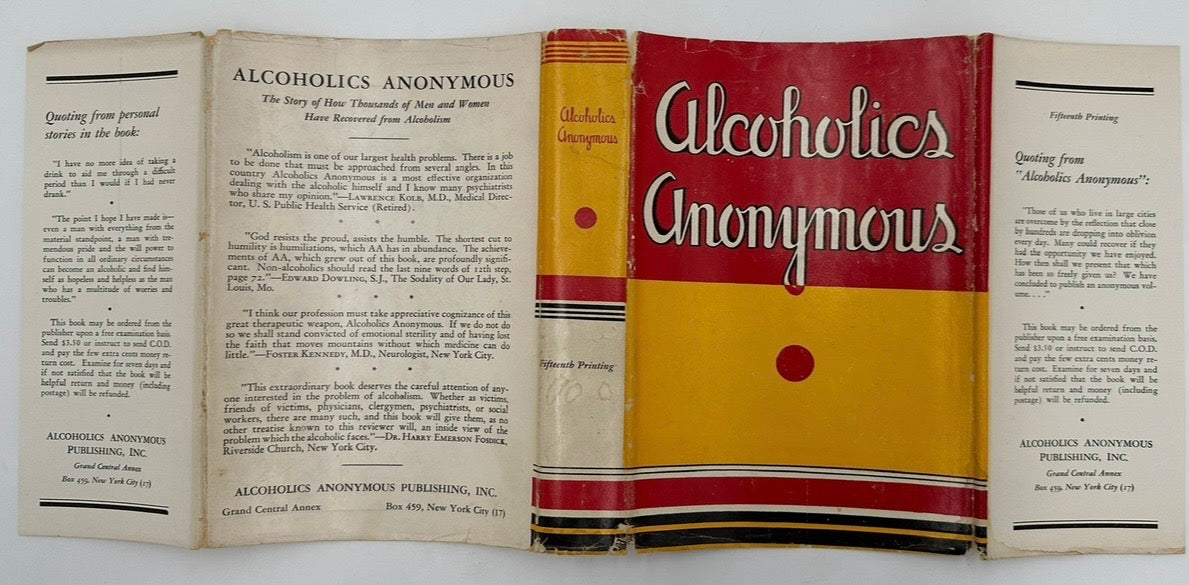 Quoting from personal
stories in the book:
"I have no more idea of taking a
drink to aid me through a difficult
period than I would if I had never
drank."
"The point I hope I have made is—
even a man with everything from the
material standpoint, a man with tre-
mendous pride and the will power to
function in all ordinary circumstances
can become an alcoholic and find him-
self as hopeless and helpless as the man
who has a multitude of worries and
troubles."
This book may be ordered from the
publisher upon a free examination basis.
Send $3.50 or instruct to send C.O.D.
and pay the few extra cents money re-
turn cost. Examine for seven days and
if not satisfied that the book will be
helpful return and money (including
postage) will be refunded.
ALCOHOLICS ANONYMOUS
PUBLISHING, INC.
Grand Central Annex
Box 459, New York City (17)
ALCOHOLICS ANONYMOUS
The Story of How Thousands of Men and Women
Have Recovered from Alcoholism
"Alcoholism is one of our largest health problems. There is a job
to be done that must be approached from several angles. In this
country Alcoholics Anonymous is a most effective organization
dealing with the alcoholic himself and I know many psychiatrists
who share my opinion."—LAWRENCE KOLB, M.D., Medical Direc-
tor, U. S. Public Health Service (Retired).
* * *
"God resists the proud, assists the humble. The shortest cut to
humility is humiliations, which AA has in abundance. The achieve-
ments of AA, which grew out of this book, are profoundly signifi-
cant. Non-alcoholics should read the last nine words of 12th step,
page 72."—EDWARD DOWLING, S.J., The Sodality of Our Lady, St.
Louis, Mo.
* * *
"I think our profession must take appreciative cognizance of this
great therapeutic weapon, Alcoholics Anonymous. If we do not do
so we shall stand convicted of emotional sterility and of having lost
the faith that moves mountains without which medicine can do
little."—FOSTER KENNEDY, M.D., Neurologist, New York City.
* * *
"This extraordinary book deserves the careful attention of any-
one interested in the problem of alcoholism. Whether as victims,
friends of victims, physicians, clergymen, psychiatrists, or social
workers, there are many such, and this book will give them, as no
other treatise known to this reviewer will, an inside view of the
problem which the alcoholic faces."—DR. HARRY EMERSON FOSDICK,
Riverside Church, New York City.
ALCOHOLICS ANONYMOUS PUBLISHING, INC.
Grand Central Annex Box 459, New York City (17)
Alcoholics
Anonymous
Fifteenth Printing
Alcoholics
Anonymous
Fifteenth Printing
Quoting from
"Alcoholics Anonymous":
"Those of us who live in large cities
are overcome by the reflection that close
by hundreds are dropping into oblivion
every day. Many could recover if they
had the opportunity we have enjoyed.
How then shall we present that which
has been so freely given us? We have
concluded to publish an anonymous vol-
ume. . . ."
This book may be ordered from the
publisher upon a free examination basis.
Send $3.50 or instruct to send C.O.D.
and pay the few extra cents money re-
turn cost. Examine for seven days and
if not satisfied that the book will be
helpful return and money (including
postage) will be refunded.
ALCOHOLICS ANONYMOUS
PUBLISHING, INC.
Grand Central Annex
Box 459, New York City (17)